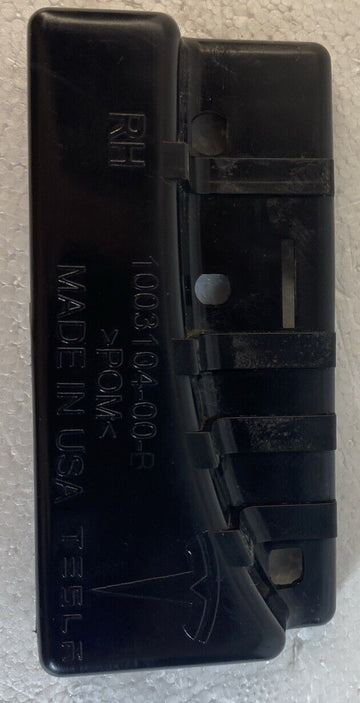 RH
1003104-00-B
>POM<
MADE IN USA TESLA